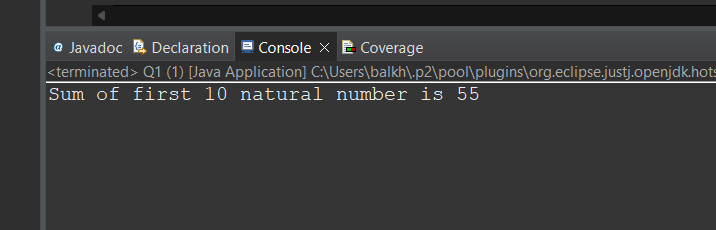 @ Javadoc Declaration Console × Coverage
<terminated> Q1 (1) [Java Application] C:\Users\balkh\.p2\pool\plugins\org.eclipse.justj.openjdk.hots
Sum of first 10 natural number is 55